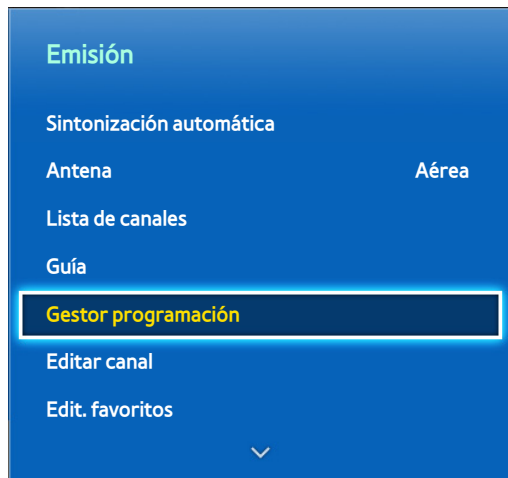 Emisión
Sintonización automática
Antena Aérea
Lista de canales
Guía
Gestor programación
Editar canal
Edit. favoritos